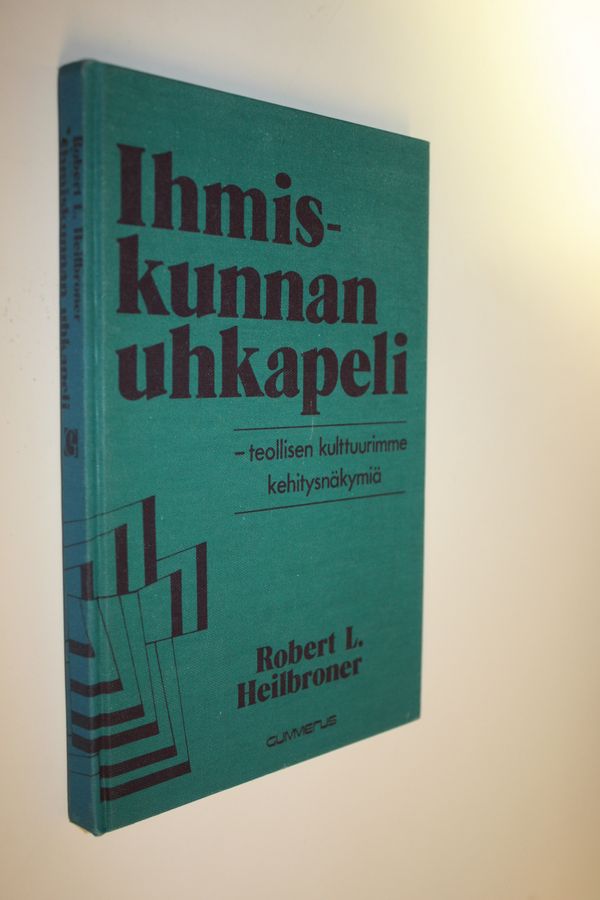 Ihmis-
kunnan
uhkapeli
– teollisen kulttuurimme
kehitysnäkymiä
Robert L.
Heilbroner
GUMMERUS
Robert L. Heilbroner
Ihmiskunnan uhkapeli